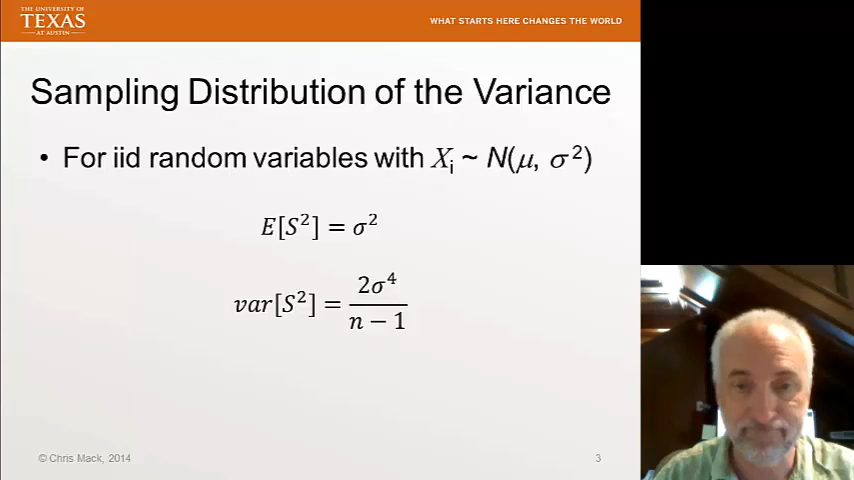 THE UNIVERSITY OF
TEXAS
AT AUSTIN
WHAT STARTS HERE CHANGES THE WORLD
Sampling Distribution of the Variance
• For iid random variables with Xᵢ ~ N(μ, σ²)
E[S²] = σ²
var[S²] = 2σ⁴ / (n − 1)
© Chris Mack, 2014
3